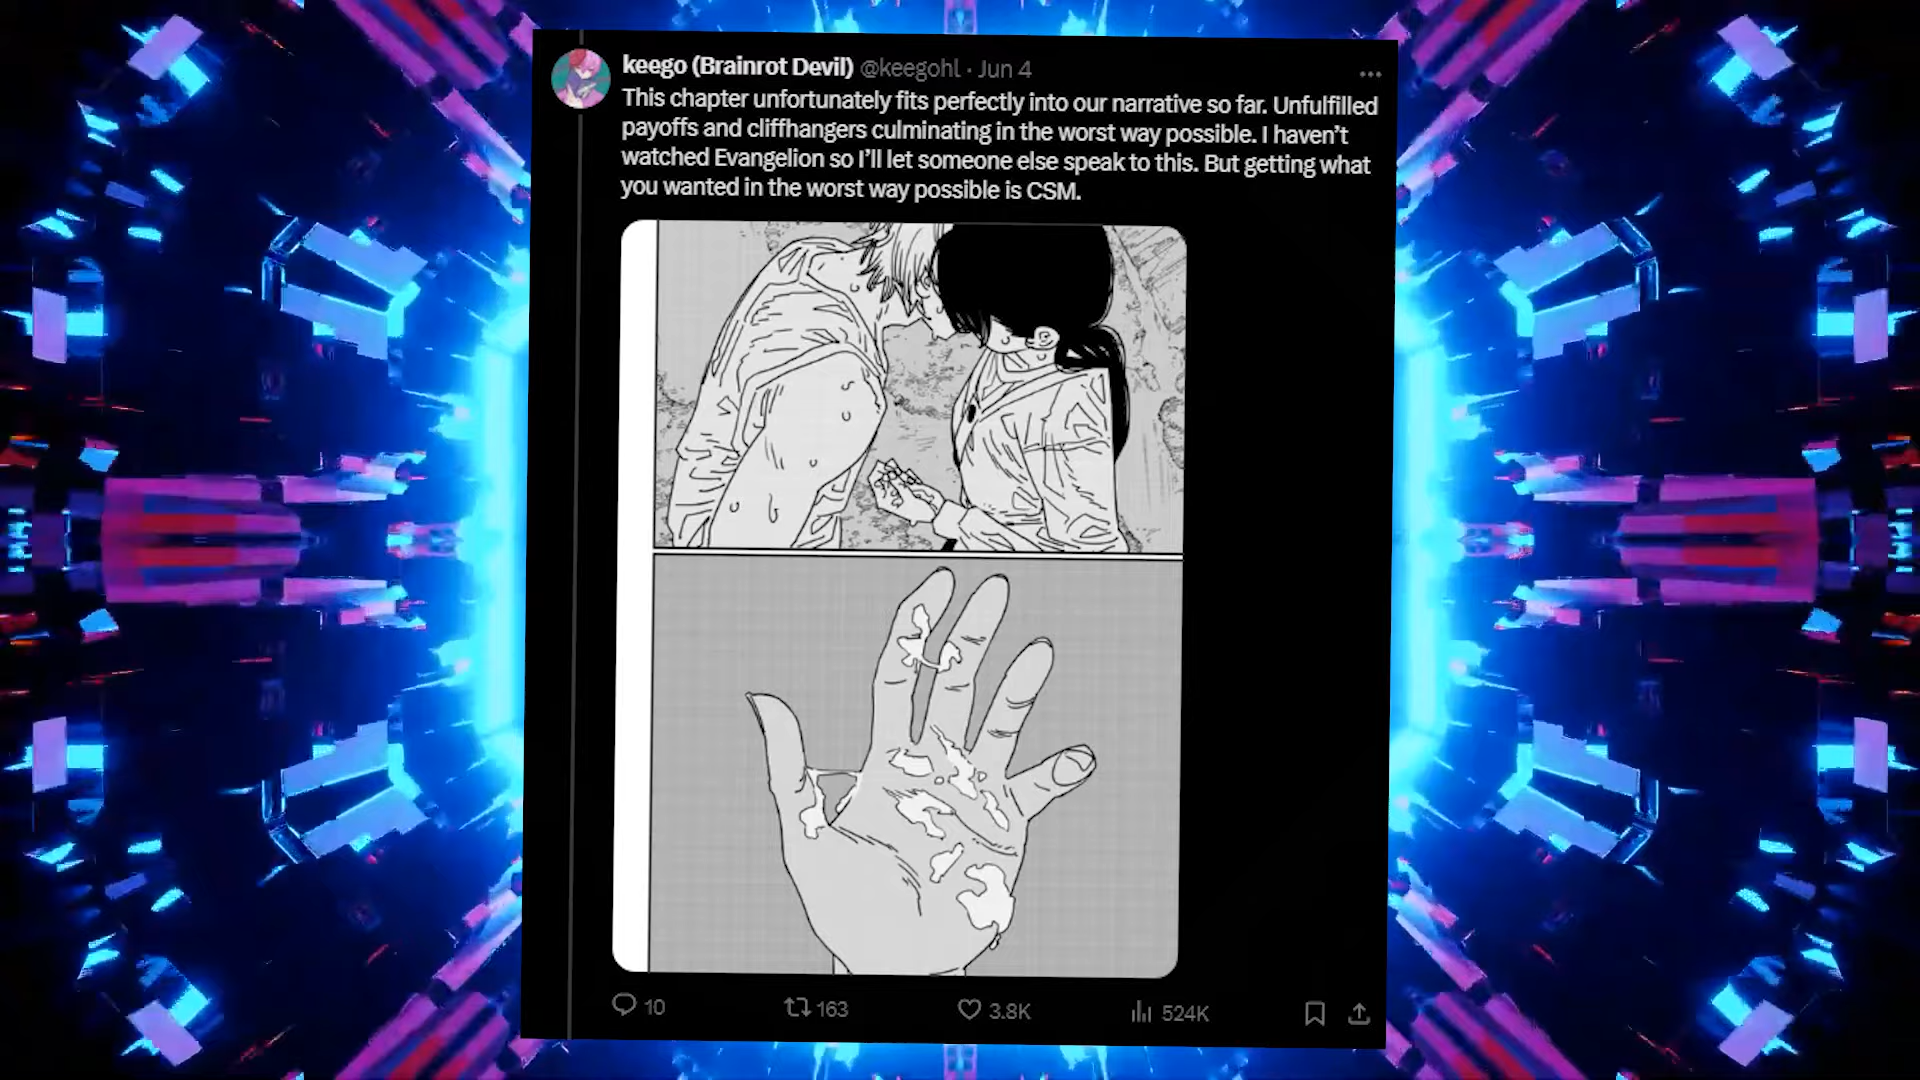 keego (Brainrot Devil) @keegohl · Jun 4
This chapter unfortunately fits perfectly into our narrative so far. Unfulfilled
payoffs and cliffhangers culminating in the worst way possible. I haven’t
watched Evangelion so I’ll let someone else speak to this. But getting what
you wanted in the worst way possible is CSM.
10 163 3.8K 524K